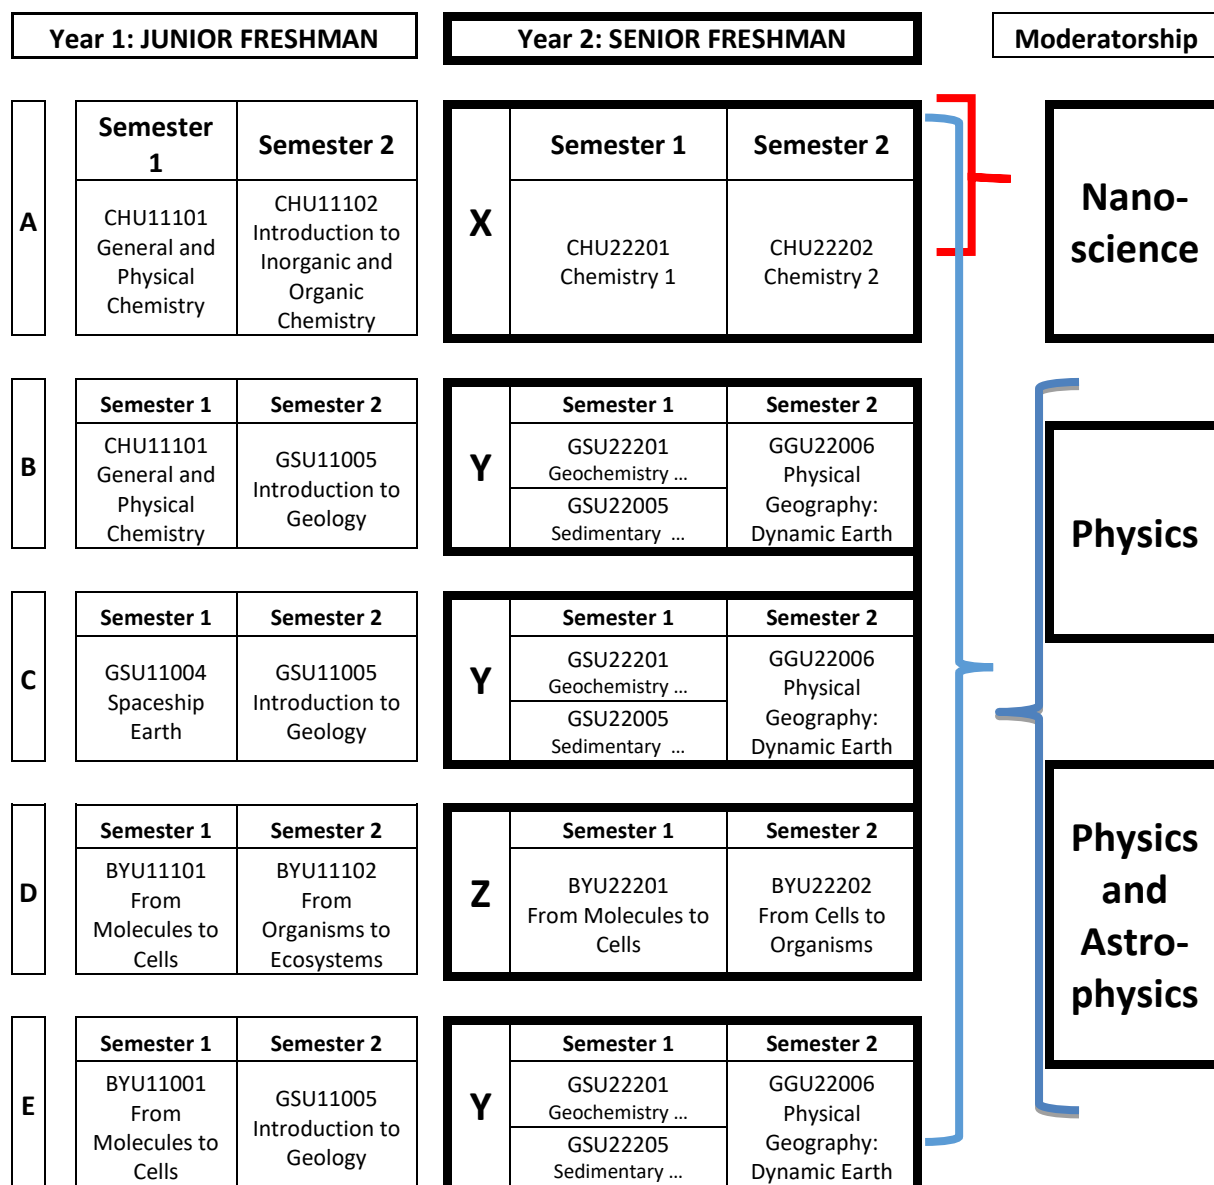 Year 1: JUNIOR FRESHMAN
Year 2: SENIOR FRESHMAN
Moderatorship
A
Semester
1
Semester 2
CHU11101
General and
Physical
Chemistry
CHU11102
Introduction to
Inorganic and
Organic
Chemistry
X
Semester 1
Semester 2
CHU22201
Chemistry 1
CHU22202
Chemistry 2
Nano-
science
B
Semester 1
Semester 2
CHU11101
General and
Physical
Chemistry
GSU11005
Introduction to
Geology
Y
Semester 1
Semester 2
GSU22201
Geochemistry ...
GSU22005
Sedimentary ...
GGU22006
Physical
Geography:
Dynamic Earth
Physics
C
Semester 1
Semester 2
GSU11004
Spaceship
Earth
GSU11005
Introduction to
Geology
Y
Semester 1
Semester 2
GSU22201
Geochemistry ...
GSU22005
Sedimentary ...
GGU22006
Physical
Geography:
Dynamic Earth
D
Semester 1
Semester 2
BYU11101
From
Molecules to
Cells
BYU11102
From
Organisms to
Ecosystems
Z
Semester 1
Semester 2
BYU22201
From Molecules to
Cells
BYU22202
From Cells to
Organisms
Physics
and
Astro-
physics
E
Semester 1
Semester 2
BYU11001
From
Molecules to
Cells
GSU11005
Introduction to
Geology
Y
Semester 1
Semester 2
GSU22201
Geochemistry ...
GSU22205
Sedimentary ...
GGU22006
Physical
Geography:
Dynamic Earth